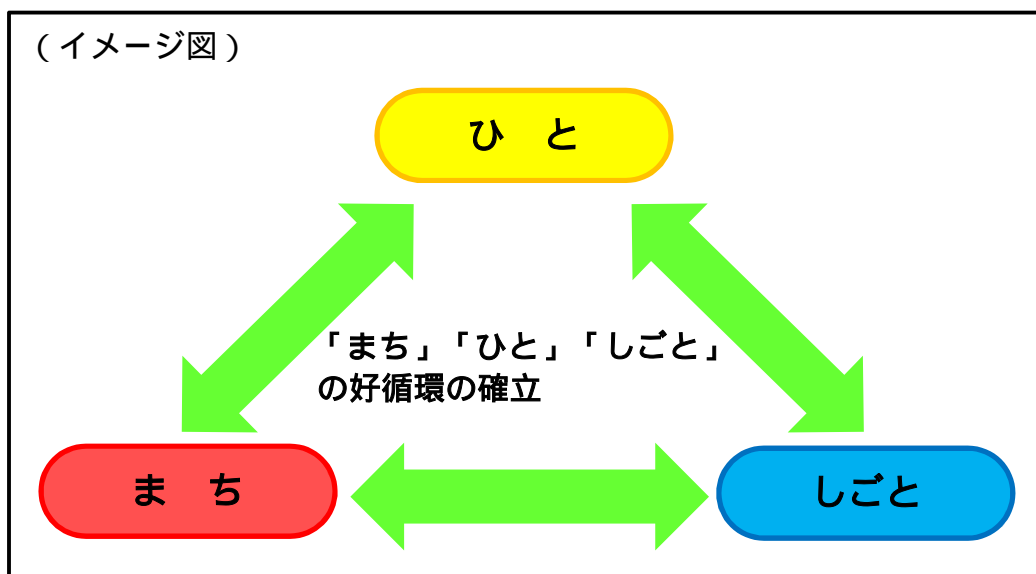 （イメージ図）
ひ　と
「まち」「ひと」「しごと」
の好循環の確立
ま　ち
しごと